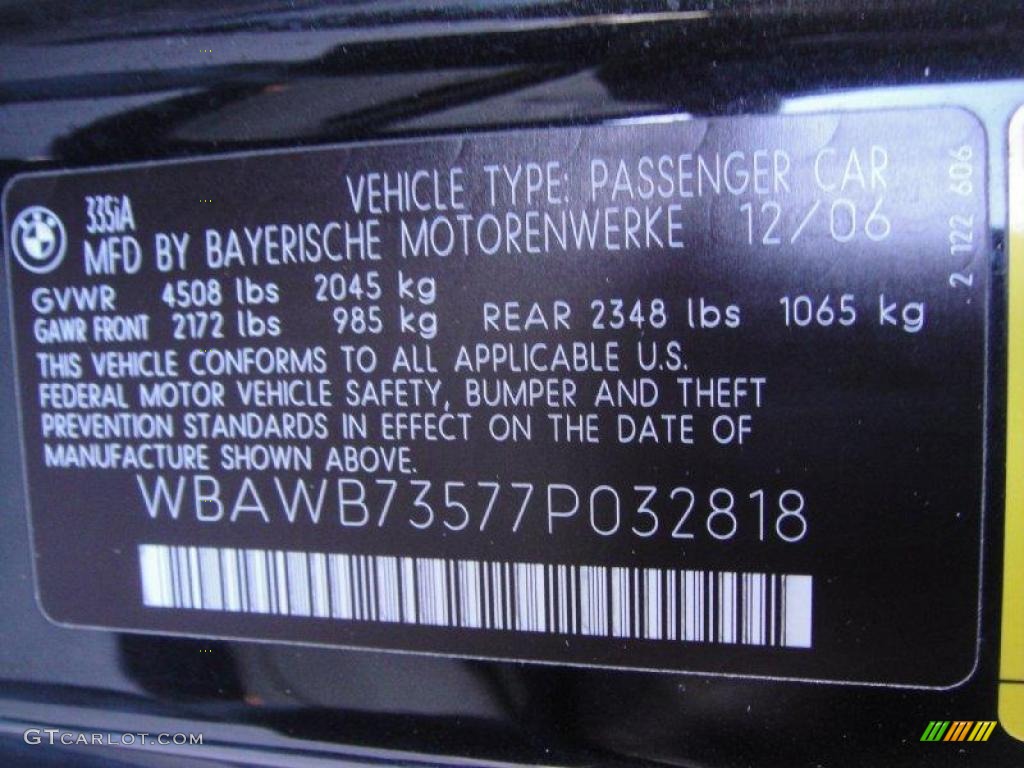 VEHICLE TYPE: PASSENGER CAR
335iA
MFD BY BAYERISCHE MOTORENWERKE 12/06
GVWR 4508 lbs 2045 kg
GAWR FRONT 2172 lbs 985 kg REAR 2348 lbs 1065 kg
THIS VEHICLE CONFORMS TO ALL APPLICABLE U.S.
FEDERAL MOTOR VEHICLE SAFETY, BUMPER AND THEFT
PREVENTION STANDARDS IN EFFECT ON THE DATE OF
MANUFACTURE SHOWN ABOVE.
WBAWB73577P032818
2 122 606
GTCARLOT.COM